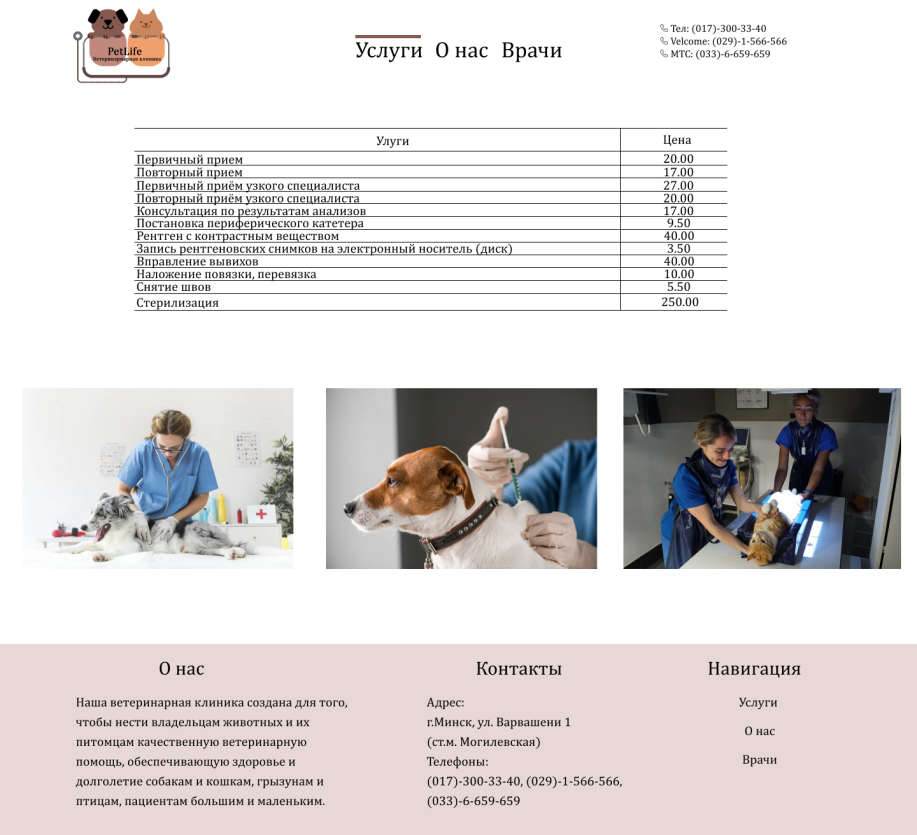 PetLife
Ветеринарная клиника
Услуги О нас Врачи
Тел: (017)-300-33-40
Velcome: (029)-1-566-566
МТС: (033)-6-659-659
Улуги Цена
Первичный прием 20.00
Повторный прием 17.00
Первичный приём узкого специалиста 27.00
Повторный приём узкого специалиста 20.00
Консультация по результатам анализов 17.00
Постановка периферического катетера 9.50
Рентген с контрастным веществом 40.00
Запись рентгеновских снимков на электронный носитель (диск) 3.50
Вправление вывихов 40.00
Наложение повязки, перевязка 10.00
Снятие швов 5.50
Стерилизация 250.00
О нас
Наша ветеринарная клиника создана для того,
чтобы нести владельцам животных и их
питомцам качественную ветеринарную
помощь, обеспечивающую здоровье и
долголетие собакам и кошкам, грызунам и
птицам, пациентам большим и маленьким.
Контакты
Адрес:
г.Минск, ул. Варвашени 1
(ст.м. Могилевская)
Телефоны:
(017)-300-33-40, (029)-1-566-566,
(033)-6-659-659
Навигация
Услуги
О нас
Врачи